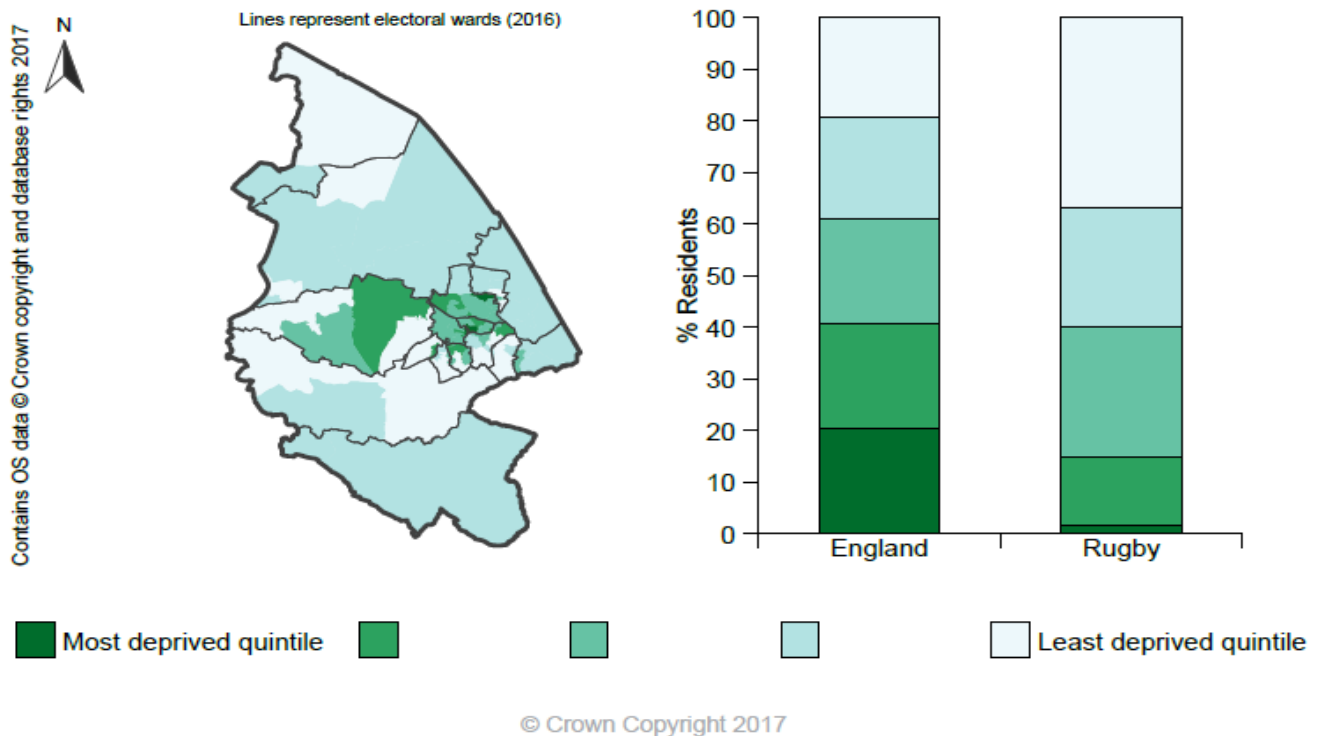 Contains OS data © Crown copyright and database rights 2017
N
Lines represent electoral wards (2016)
% Residents
100
90
80
70
60
50
40
30
20
10
0
England
Rugby
Most deprived quintile
Least deprived quintile
© Crown Copyright 2017